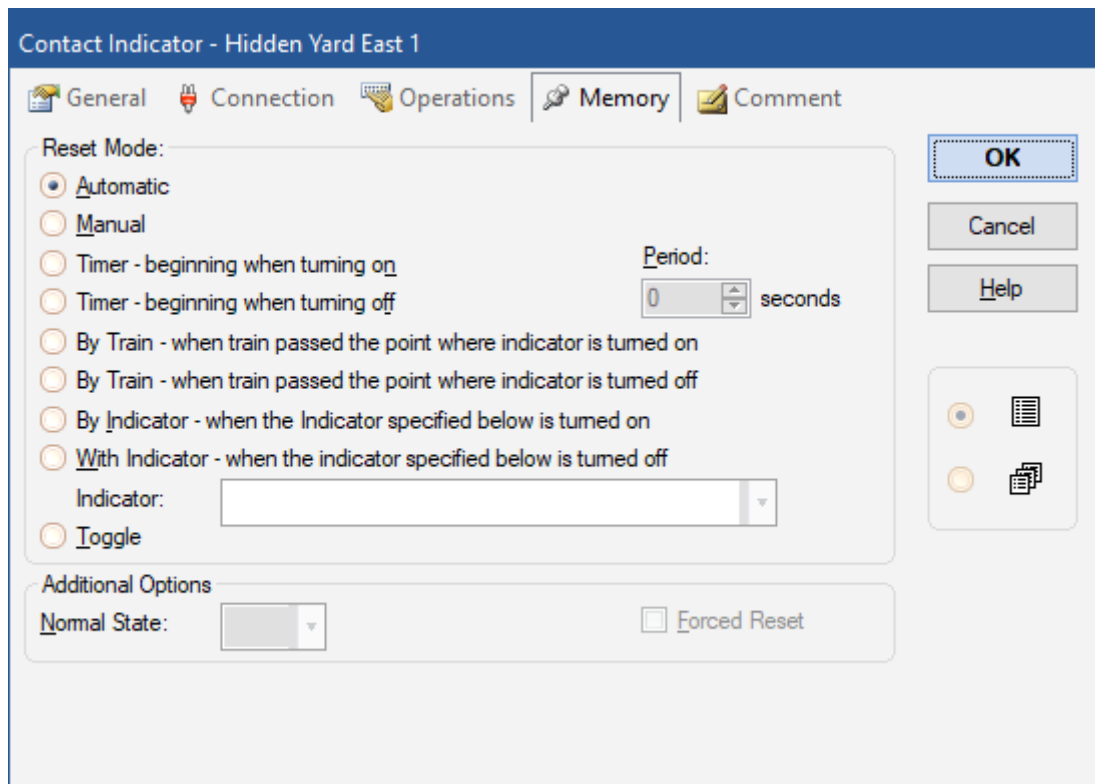 Contact Indicator - Hidden Yard East 1
General Connection Operations Memory Comment
Reset Mode:
Automatic
Manual
Timer - beginning when turning on
Timer - beginning when turning off
Period:
0 seconds
By Train - when train passed the point where indicator is turned on
By Train - when train passed the point where indicator is turned off
By Indicator - when the Indicator specified below is turned on
With Indicator - when the indicator specified below is turned off
Indicator:
Toggle
Additional Options
Normal State:
Forced Reset
OK
Cancel
Help